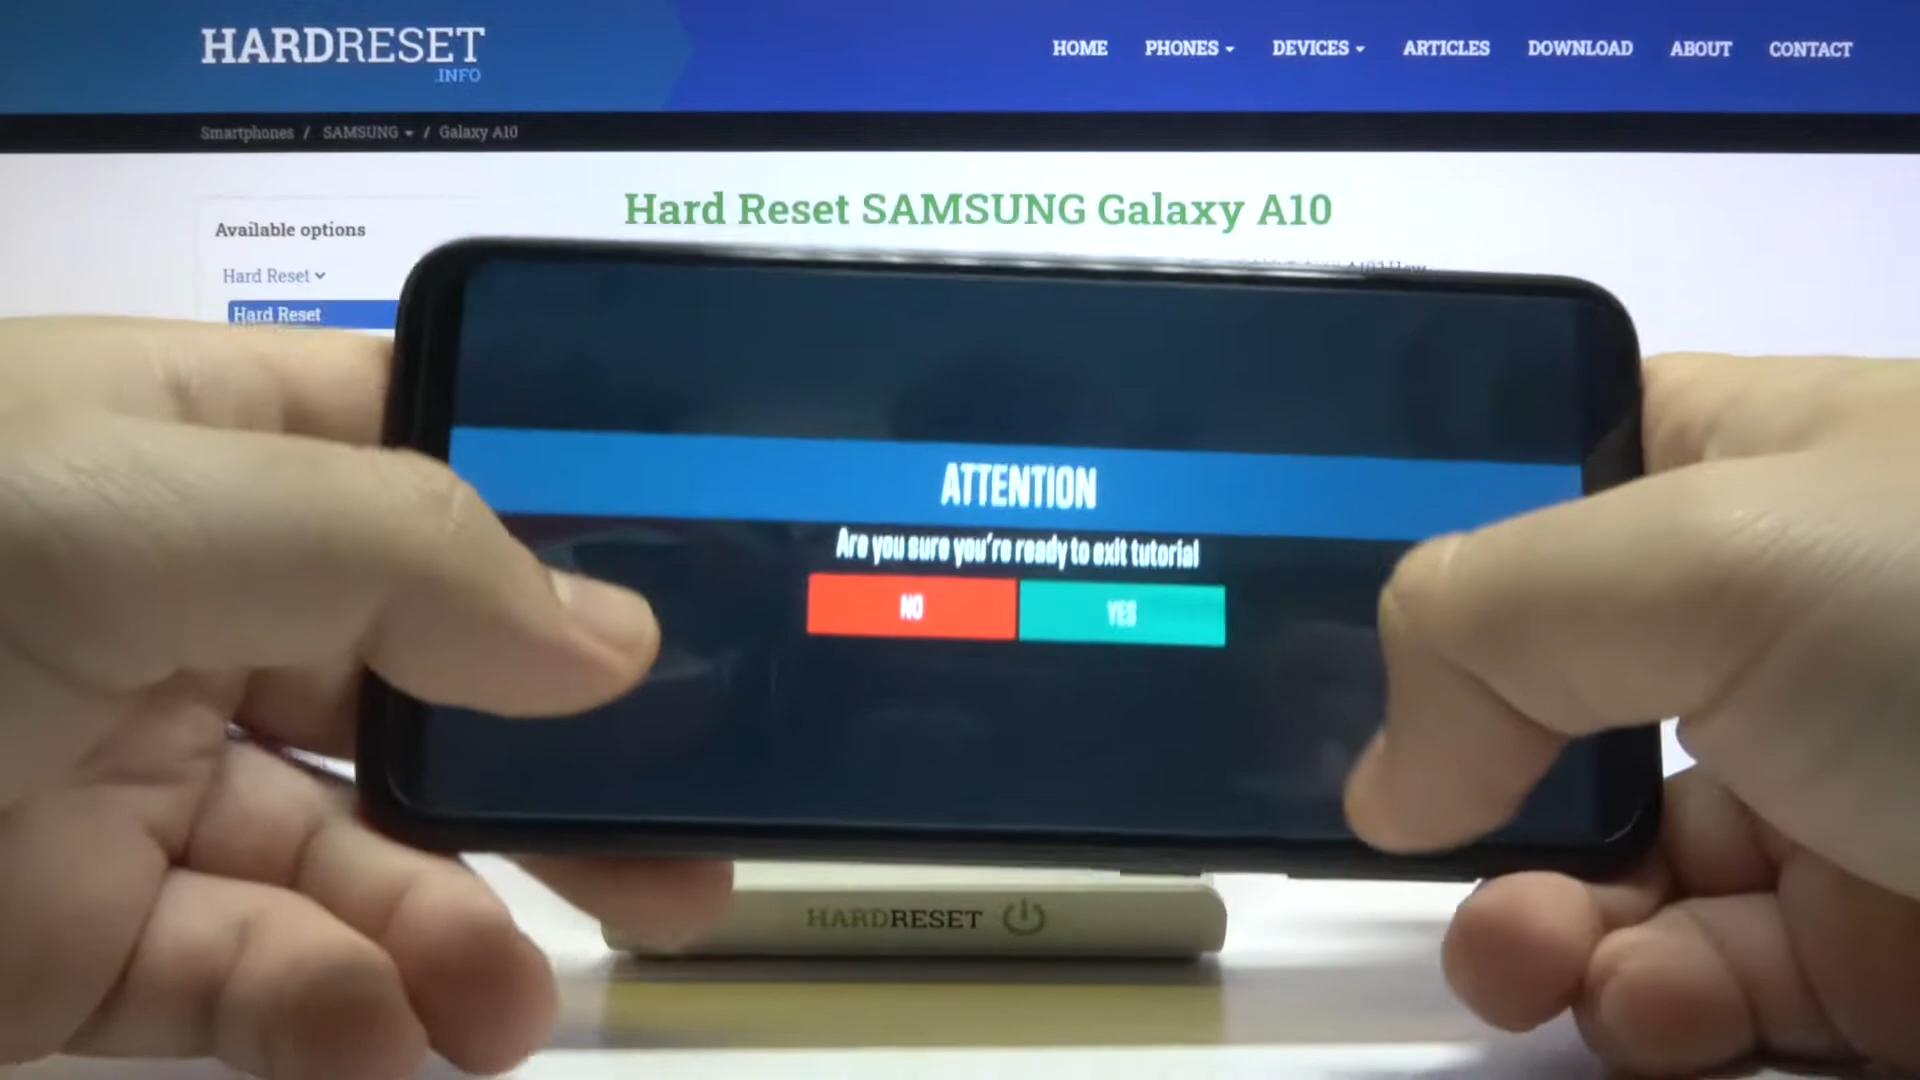 HARDRESET
.INFO
HOME PHONES DEVICES ARTICLES DOWNLOAD ABOUT CONTACT
Smartphones / SAMSUNG / Galaxy A10
Hard Reset SAMSUNG Galaxy A10
Available options
Hard Reset
Hard Reset
ATTENTION
Are you sure you're ready to exit tutorial
NO YES
HARDRESET